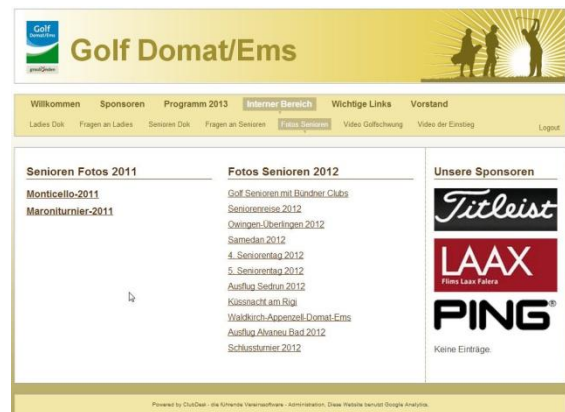 Golf
Domat/Ems
graubünden
Golf Domat/Ems
Willkommen Sponsoren Programm 2013 Interner Bereich Wichtige Links Vorstand
Ladies Dok Fragen an Ladies Senioren Dok Fragen an Senioren Fotos Senioren Video Golfschwung Video der Einstieg Logout
Senioren Fotos 2011
Monticello-2011
Maroniturnier-2011
Fotos Senioren 2012
Golf Senioren mit Bündner Clubs
Seniorenreise 2012
Owingen-Überlingen 2012
Samedan 2012
4. Seniorentag 2012
5. Seniorentag 2012
Ausflug Sedrun 2012
Küssnacht am Rigi
Waldkirch-Appenzell-Domat-Ems
Ausflug Alvaneu Bad 2012
Schlussturnier 2012
Unsere Sponsoren
Titleist
LAAX
Flims Laax Falera
PING®
Keine Einträge.
Powered by ClubDesk - die führende Vereinssoftware - Administration. Diese Website benutzt Google Analytics.